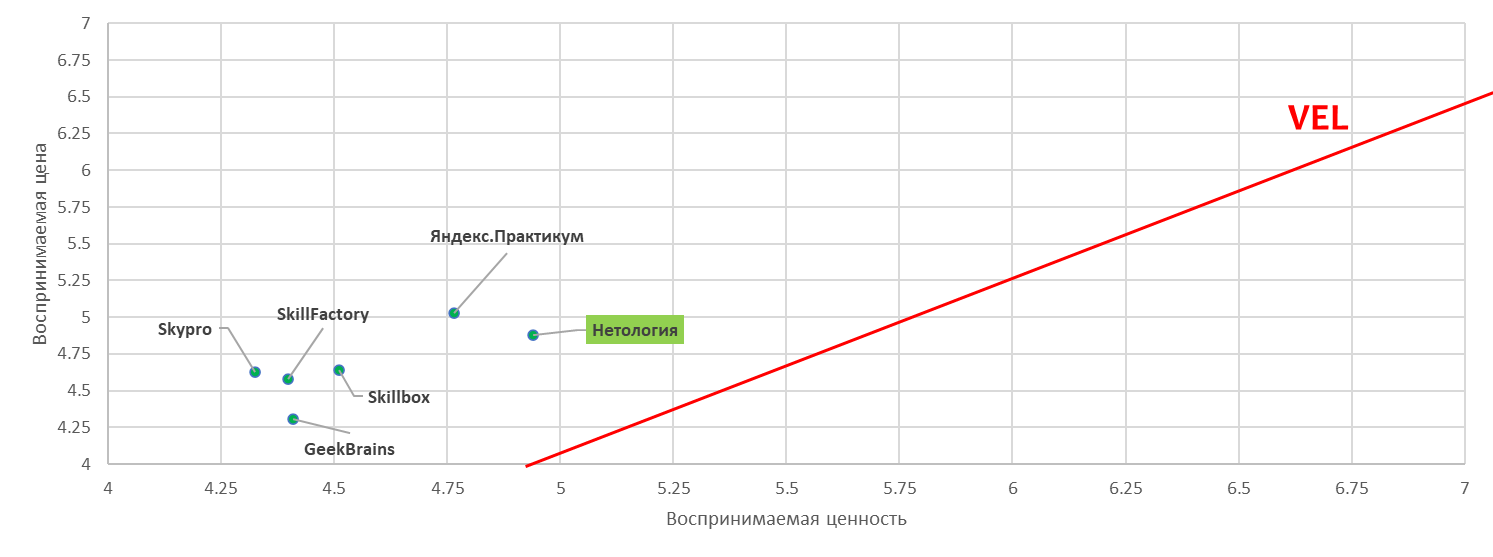 7
6.75
6.5
6.25
6
5.75
5.5
5.25
5
4.75
4.5
4.25
4
Воспринимаемая цена
VEL
Яндекс.Практикум
SkillFactory
Skypro
Нетология
Skillbox
GeekBrains
4 4.25 4.5 4.75 5 5.25 5.5 5.75 6 6.25 6.5 6.75 7
Воспринимаемая ценность